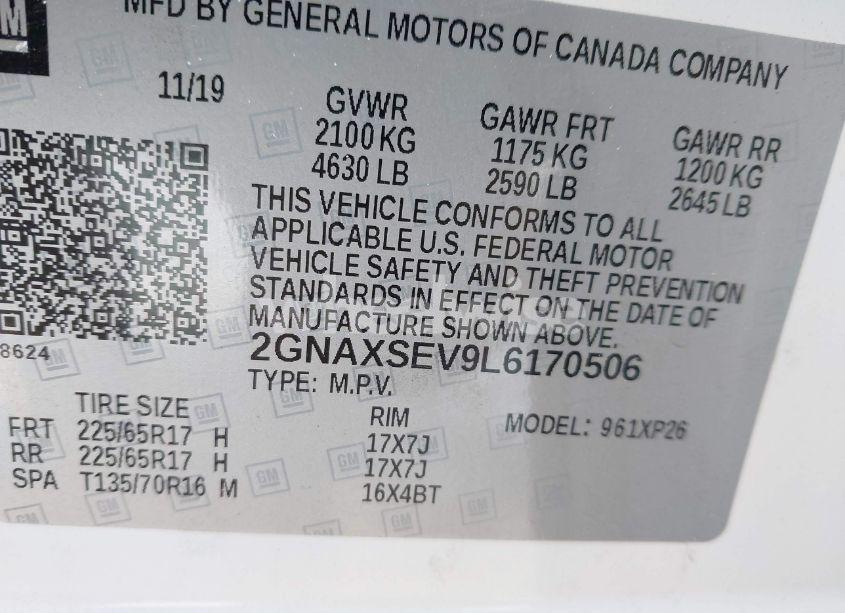 GM
MFD BY GENERAL MOTORS OF CANADA COMPANY
11/19
GVWR
2100 KG
4630 LB
GAWR FRT
1175 KG
2590 LB
GAWR RR
1200 KG
2645 LB
THIS VEHICLE CONFORMS TO ALL
APPLICABLE U.S. FEDERAL MOTOR
VEHICLE SAFETY AND THEFT PREVENTION
STANDARDS IN EFFECT ON THE DATE OF
MANUFACTURE SHOWN ABOVE.
8624
2GNAXSEV9L6170506
TYPE: M.P.V.
MODEL: 961XP26
TIRE SIZE RIM
FRT 225/65R17 H 17X7J
RR 225/65R17 H 17X7J
SPA T135/70R16 M 16X4BT